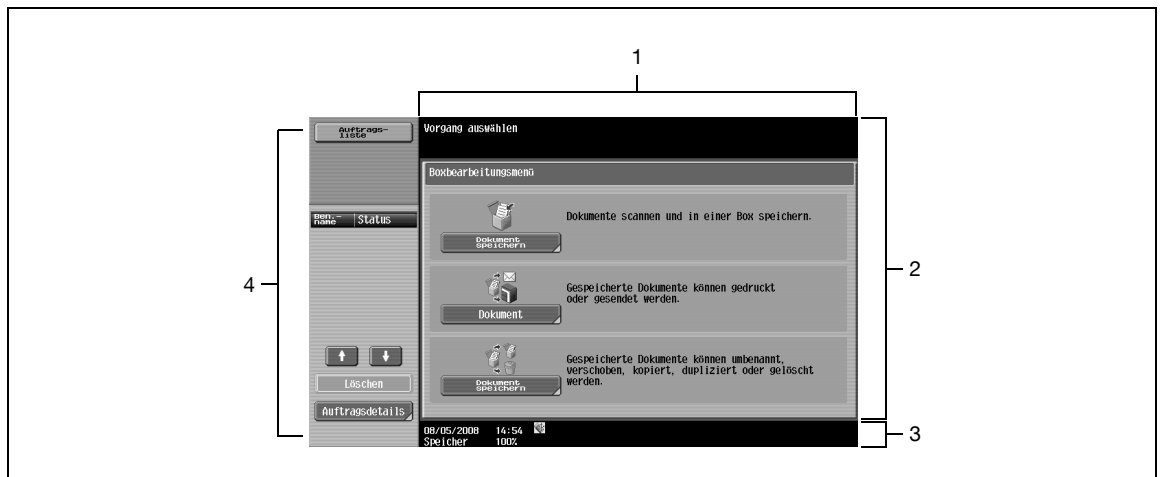 1
Auftrags-
liste
Vorgang auswählen
Boxbearbeitungsmenü
Ben.-
name
Status
Dokumente scannen und in einer Box speichern.
Dokument
speichern
4
2
Gespeicherte Dokumente können gedruckt
oder gesendet werden.
Dokument
Gespeicherte Dokumente können umbenannt,
verschoben, kopiert, dupliziert oder gelöscht
werden.
Dokument
speichern
Löschen
Auftragsdetails
08/05/2008 14:54
Speicher 100%
3